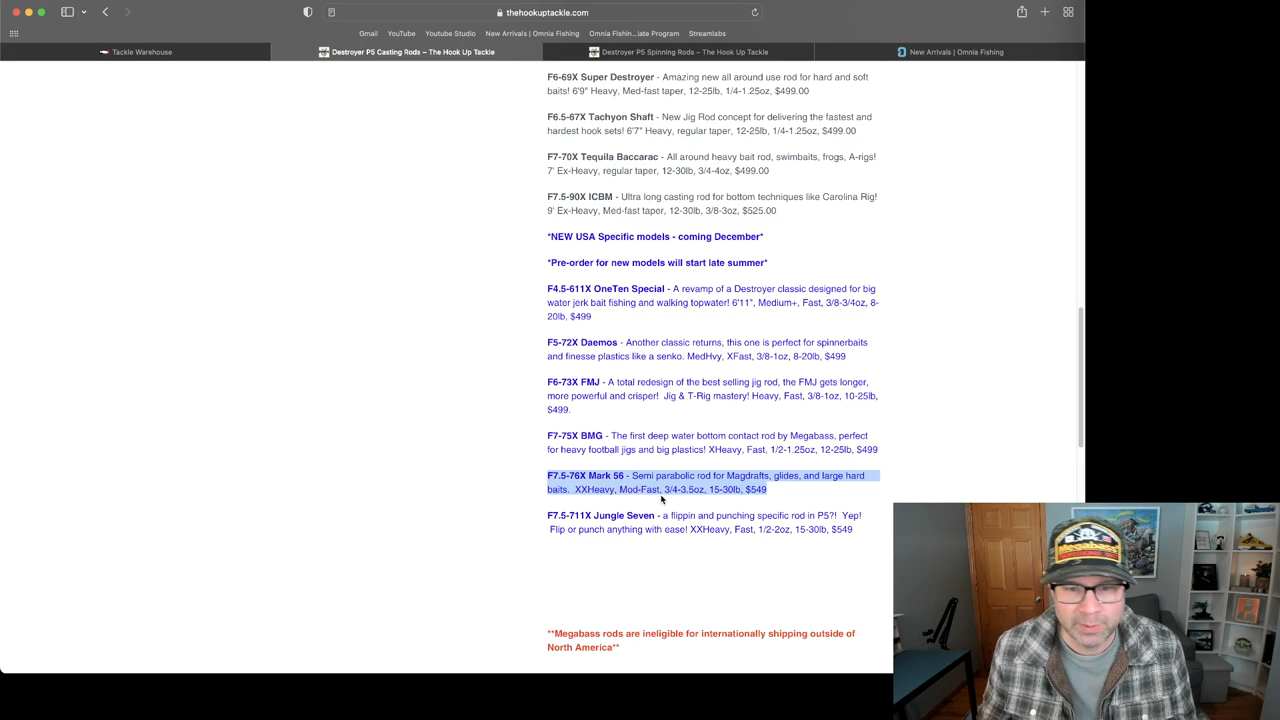 thehookuptackle.com
Gmail YouTube Youtube Studio New Arrivals | Omnia Fishing Omnia Fishin...iate Program Streamlabs
Tackle Warehouse Destroyer P5 Casting Rods – The Hook Up Tackle Destroyer P5 Spinning Rods – The Hook Up Tackle New Arrivals | Omnia Fishing
F6-69X Super Destroyer - Amazing new all around use rod for hard and soft
baits! 6'9" Heavy, Med-fast taper, 12-25lb, 1/4-1.25oz, $499.00
F6.5-67X Tachyon Shaft - New Jig Rod concept for delivering the fastest and
hardest hook sets! 6'7" Heavy, regular taper, 12-25lb, 1/4-1.25oz, $499.00
F7-70X Tequila Baccarac - All around heavy bait rod, swimbaits, frogs, A-rigs!
7' Ex-Heavy, regular taper, 12-30lb, 3/4-4oz, $499.00
F7.5-90X ICBM - Ultra long casting rod for bottom techniques like Carolina Rig!
9' Ex-Heavy, Med-fast taper, 12-30lb, 3/8-3oz, $525.00
*NEW USA Specific models - coming December*
*Pre-order for new models will start late summer*
F4.5-611X OneTen Special - A revamp of a Destroyer classic designed for big
water jerk bait fishing and walking topwater! 6'11", Medium+, Fast, 3/8-3/4oz, 8-
20lb, $499
F5-72X Daemos - Another classic returns, this one is perfect for spinnerbaits
and finesse plastics like a senko. MedHvy, XFast, 3/8-1oz, 8-20lb, $499
F6-73X FMJ - A total redesign of the best selling jig rod, the FMJ gets longer,
more powerful and crisper! Jig & T-Rig mastery! Heavy, Fast, 3/8-1oz, 10-25lb,
$499.
F7-75X BMG - The first deep water bottom contact rod by Megabass, perfect
for heavy football jigs and big plastics! XHeavy, Fast, 1/2-1.25oz, 12-25lb, $499
F7.5-76X Mark 56 - Semi parabolic rod for Magdrafts, glides, and large hard
baits. XXHeavy, Mod-Fast, 3/4-3.5oz, 15-30lb, $549
F7.5-711X Jungle Seven - a flippin and punching specific rod in P5?! Yep!
Flip or punch anything with ease! XXHeavy, Fast, 1/2-2oz, 15-30lb, $549
Megabass
**Megabass rods are ineligible for internationally shipping outside of
North America**